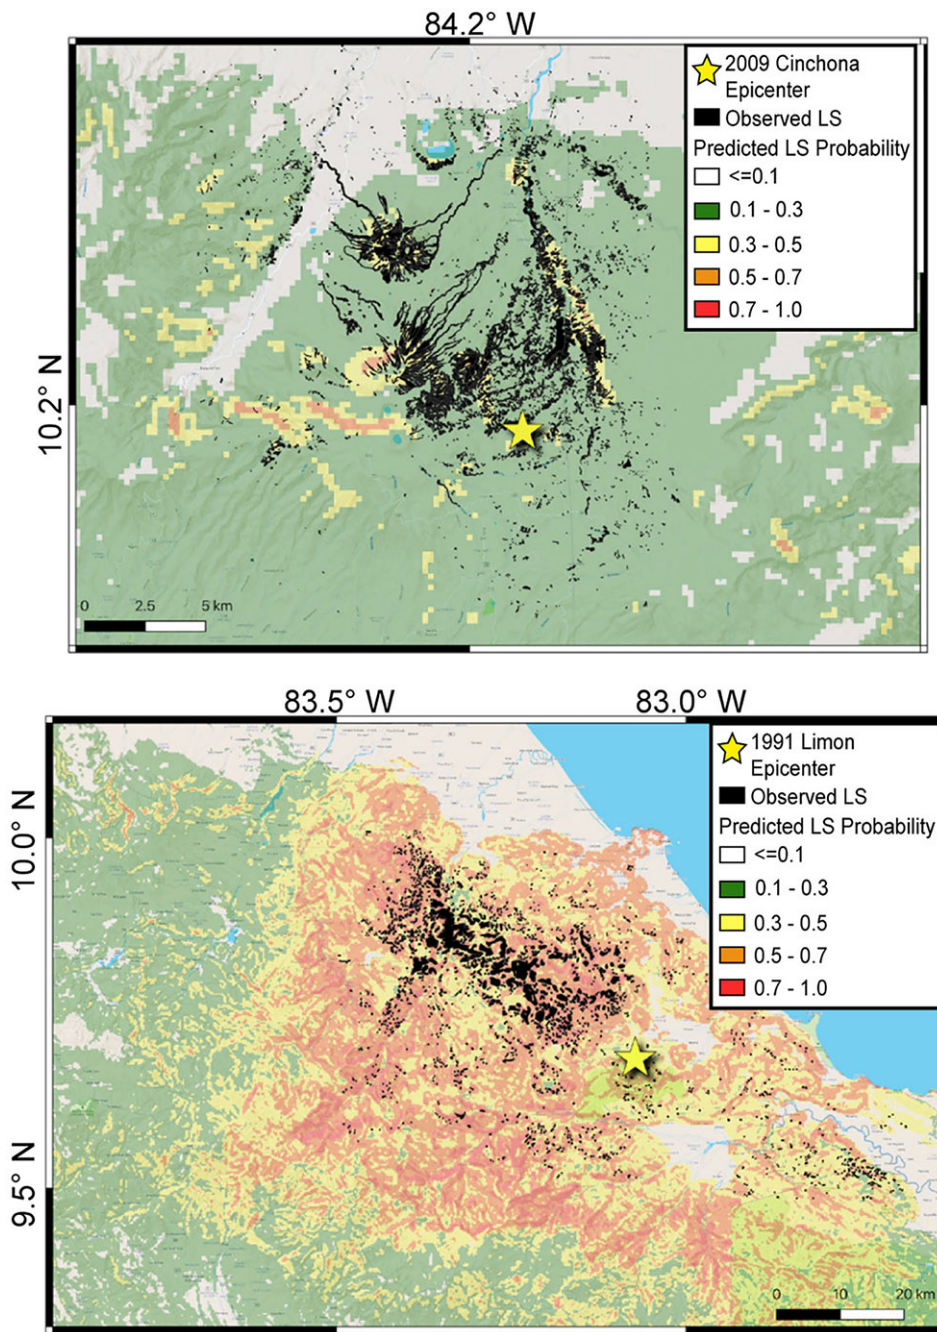 84.2° W
2009 Cinchona
Epicenter
Observed LS
Predicted LS Probability
<=0.1
0.1 - 0.3
0.3 - 0.5
0.5 - 0.7
0.7 - 1.0
10.2° N
0 2.5 5 km
83.5° W 83.0° W
1991 Limon
Epicenter
Observed LS
Predicted LS Probability
<=0.1
0.1 - 0.3
0.3 - 0.5
0.5 - 0.7
0.7 - 1.0
10.0° N
9.5° N
0 10 20 km